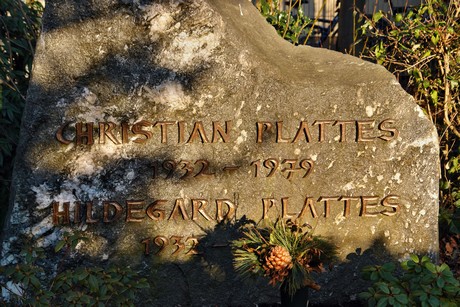 CHRISTIAN PLATTES
1932 – 1979
HILDEGARD PLATTES
1932 –